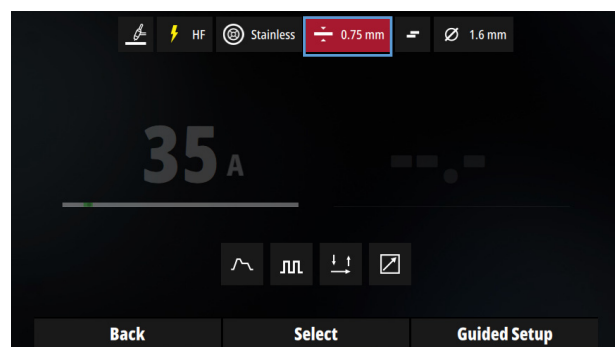 HF Stainless 0.75 mm Ø 1.6 mm
35 A --.-
Back Select Guided Setup